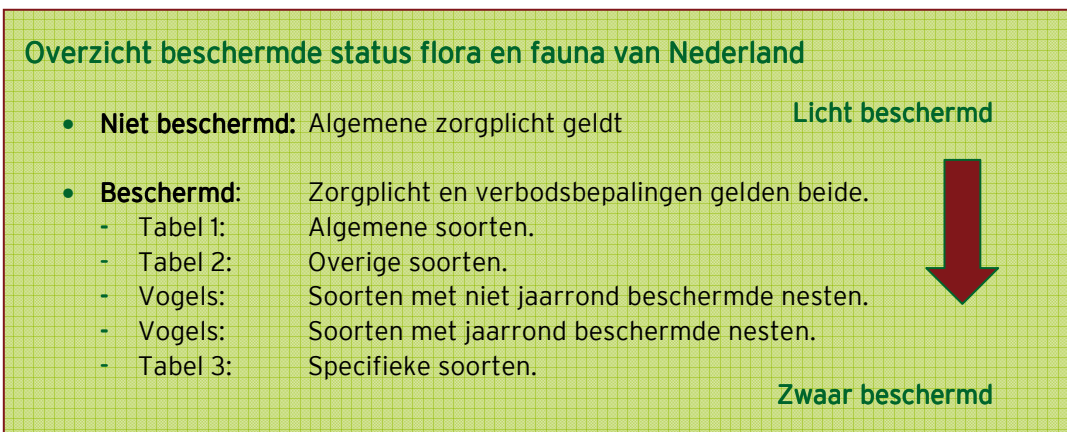 Overzicht beschermde status flora en fauna van Nederland
• Niet beschermd: Algemene zorgplicht geldt
Licht beschermd
• Beschermd: Zorgplicht en verbodsbepalingen gelden beide.
- Tabel 1: Algemene soorten.
- Tabel 2: Overige soorten.
- Vogels: Soorten met niet jaarrond beschermde nesten.
- Vogels: Soorten met jaarrond beschermde nesten.
- Tabel 3: Specifieke soorten.
Zwaar beschermd